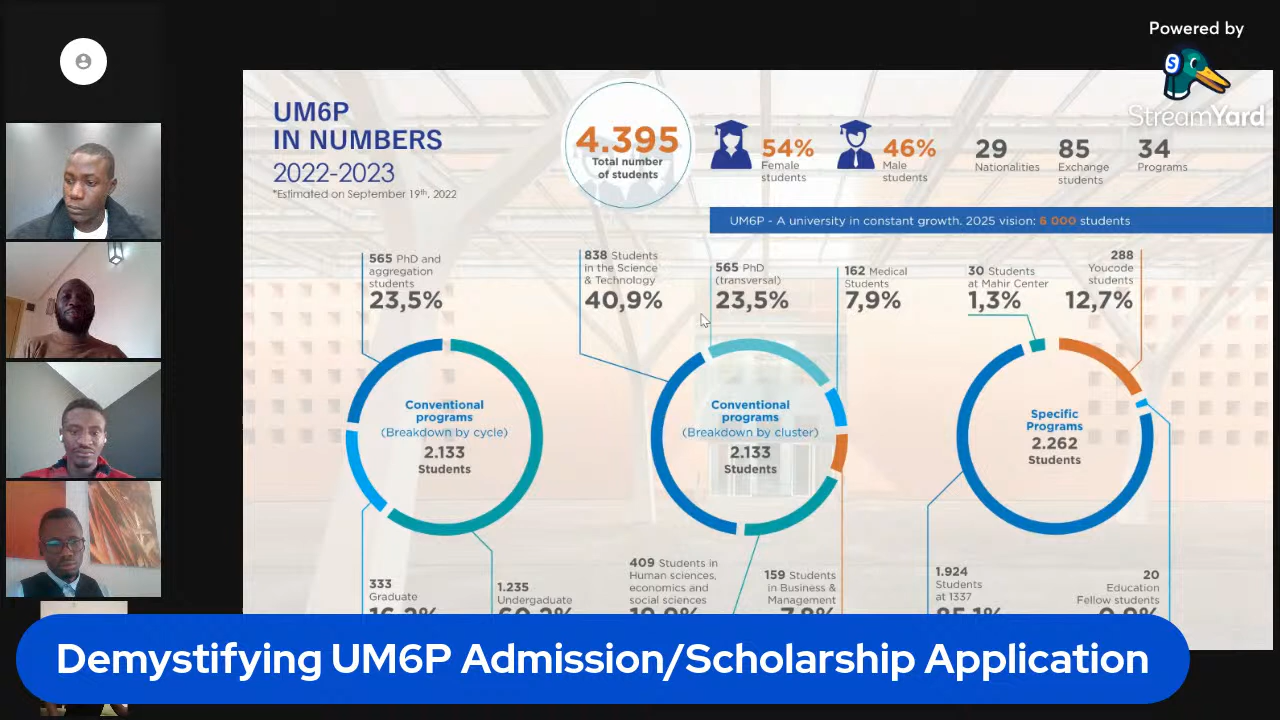 Powered by
S
StreamYard
UM6P
IN NUMBERS
2022-2023
*Estimated on September 19th, 2022
4.395
Total number
of students
54%
Female
students
46%
Male
students
29
Nationalities
85
Exchange
students
34
Programs
UM6P - A university in constant growth. 2025 vision: 6 000 students
565 PhD and
aggregation
students
23,5%
838 Students
in the Science
& Technology
40,9%
565 PhD
(transversal)
23,5%
162 Medical
Students
7,9%
30 Students
at Mahir Center
1,3%
288
Youcode
students
12,7%
Conventional
programs
(Breakdown by cycle)
2.133
Students
Conventional
programs
(Breakdown by cluster)
2.133
Students
Specific
Programs
2.262
Students
333
Graduate
1.235
Undergraduate
409 Students in
Human sciences,
economics and
social sciences
159 Students
in Business &
Management
1.924
Students
at 1337
20
Education
Fellow students
Demystifying UM6P Admission/Scholarship Application